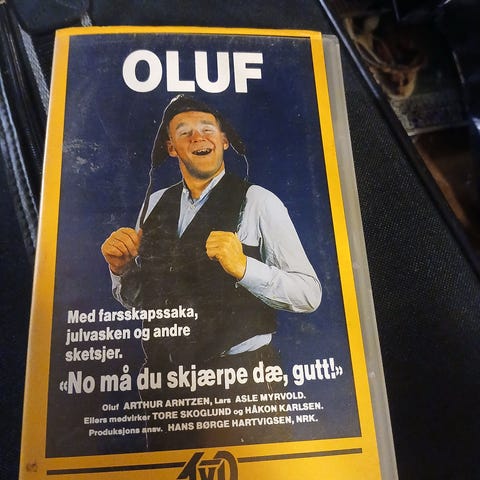 OLUF
Med farsskapssaka,
julvasken og andre
sketsjer.
«No må du skjærpe dæ, gutt!»
Oluf ARTHUR ARNTZEN, Lars ASLE MYRVOLD.
Ellers medvirker TORE SKOGLUND og HÅKON KARLSEN.
Produksjons ansv. HANS BØRGE HARTVIGSEN, NRK.